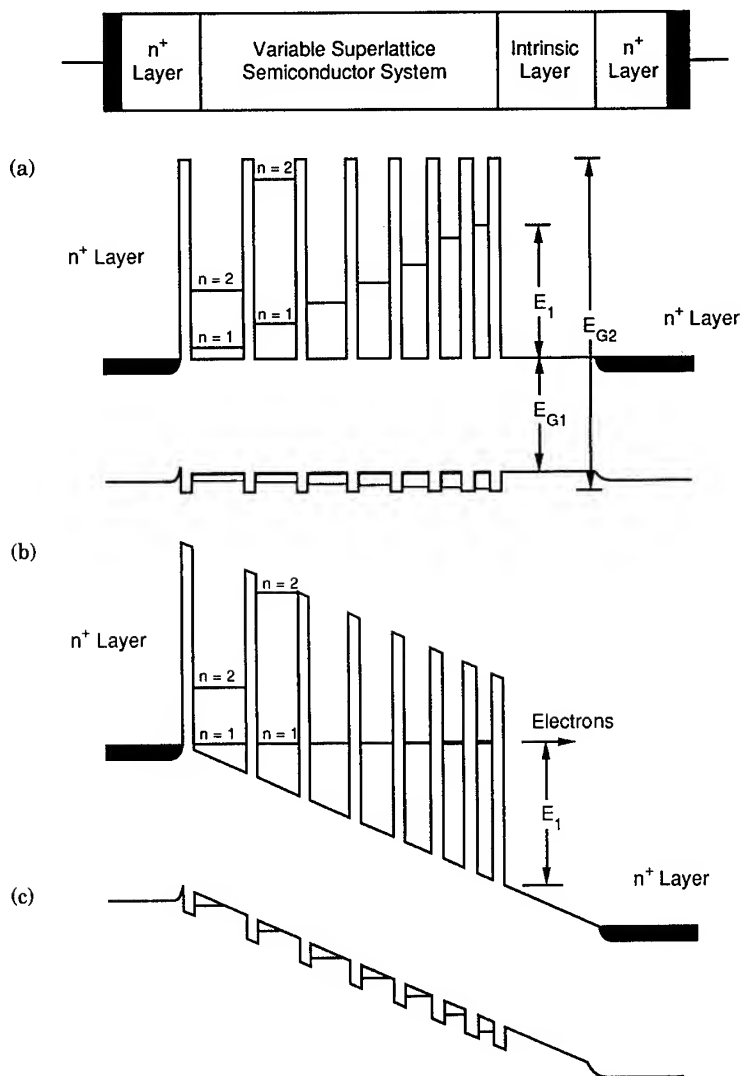 n+ Layer
Variable Superlattice Semiconductor System
Intrinsic Layer
n+ Layer
(a)
n = 2
n+ Layer
n = 2
n = 1
n = 1
E1
EG2
n+ Layer
EG1
(b)
n = 2
n+ Layer
n = 2
n = 1
n = 1
Electrons
E1
n+ Layer
(c)